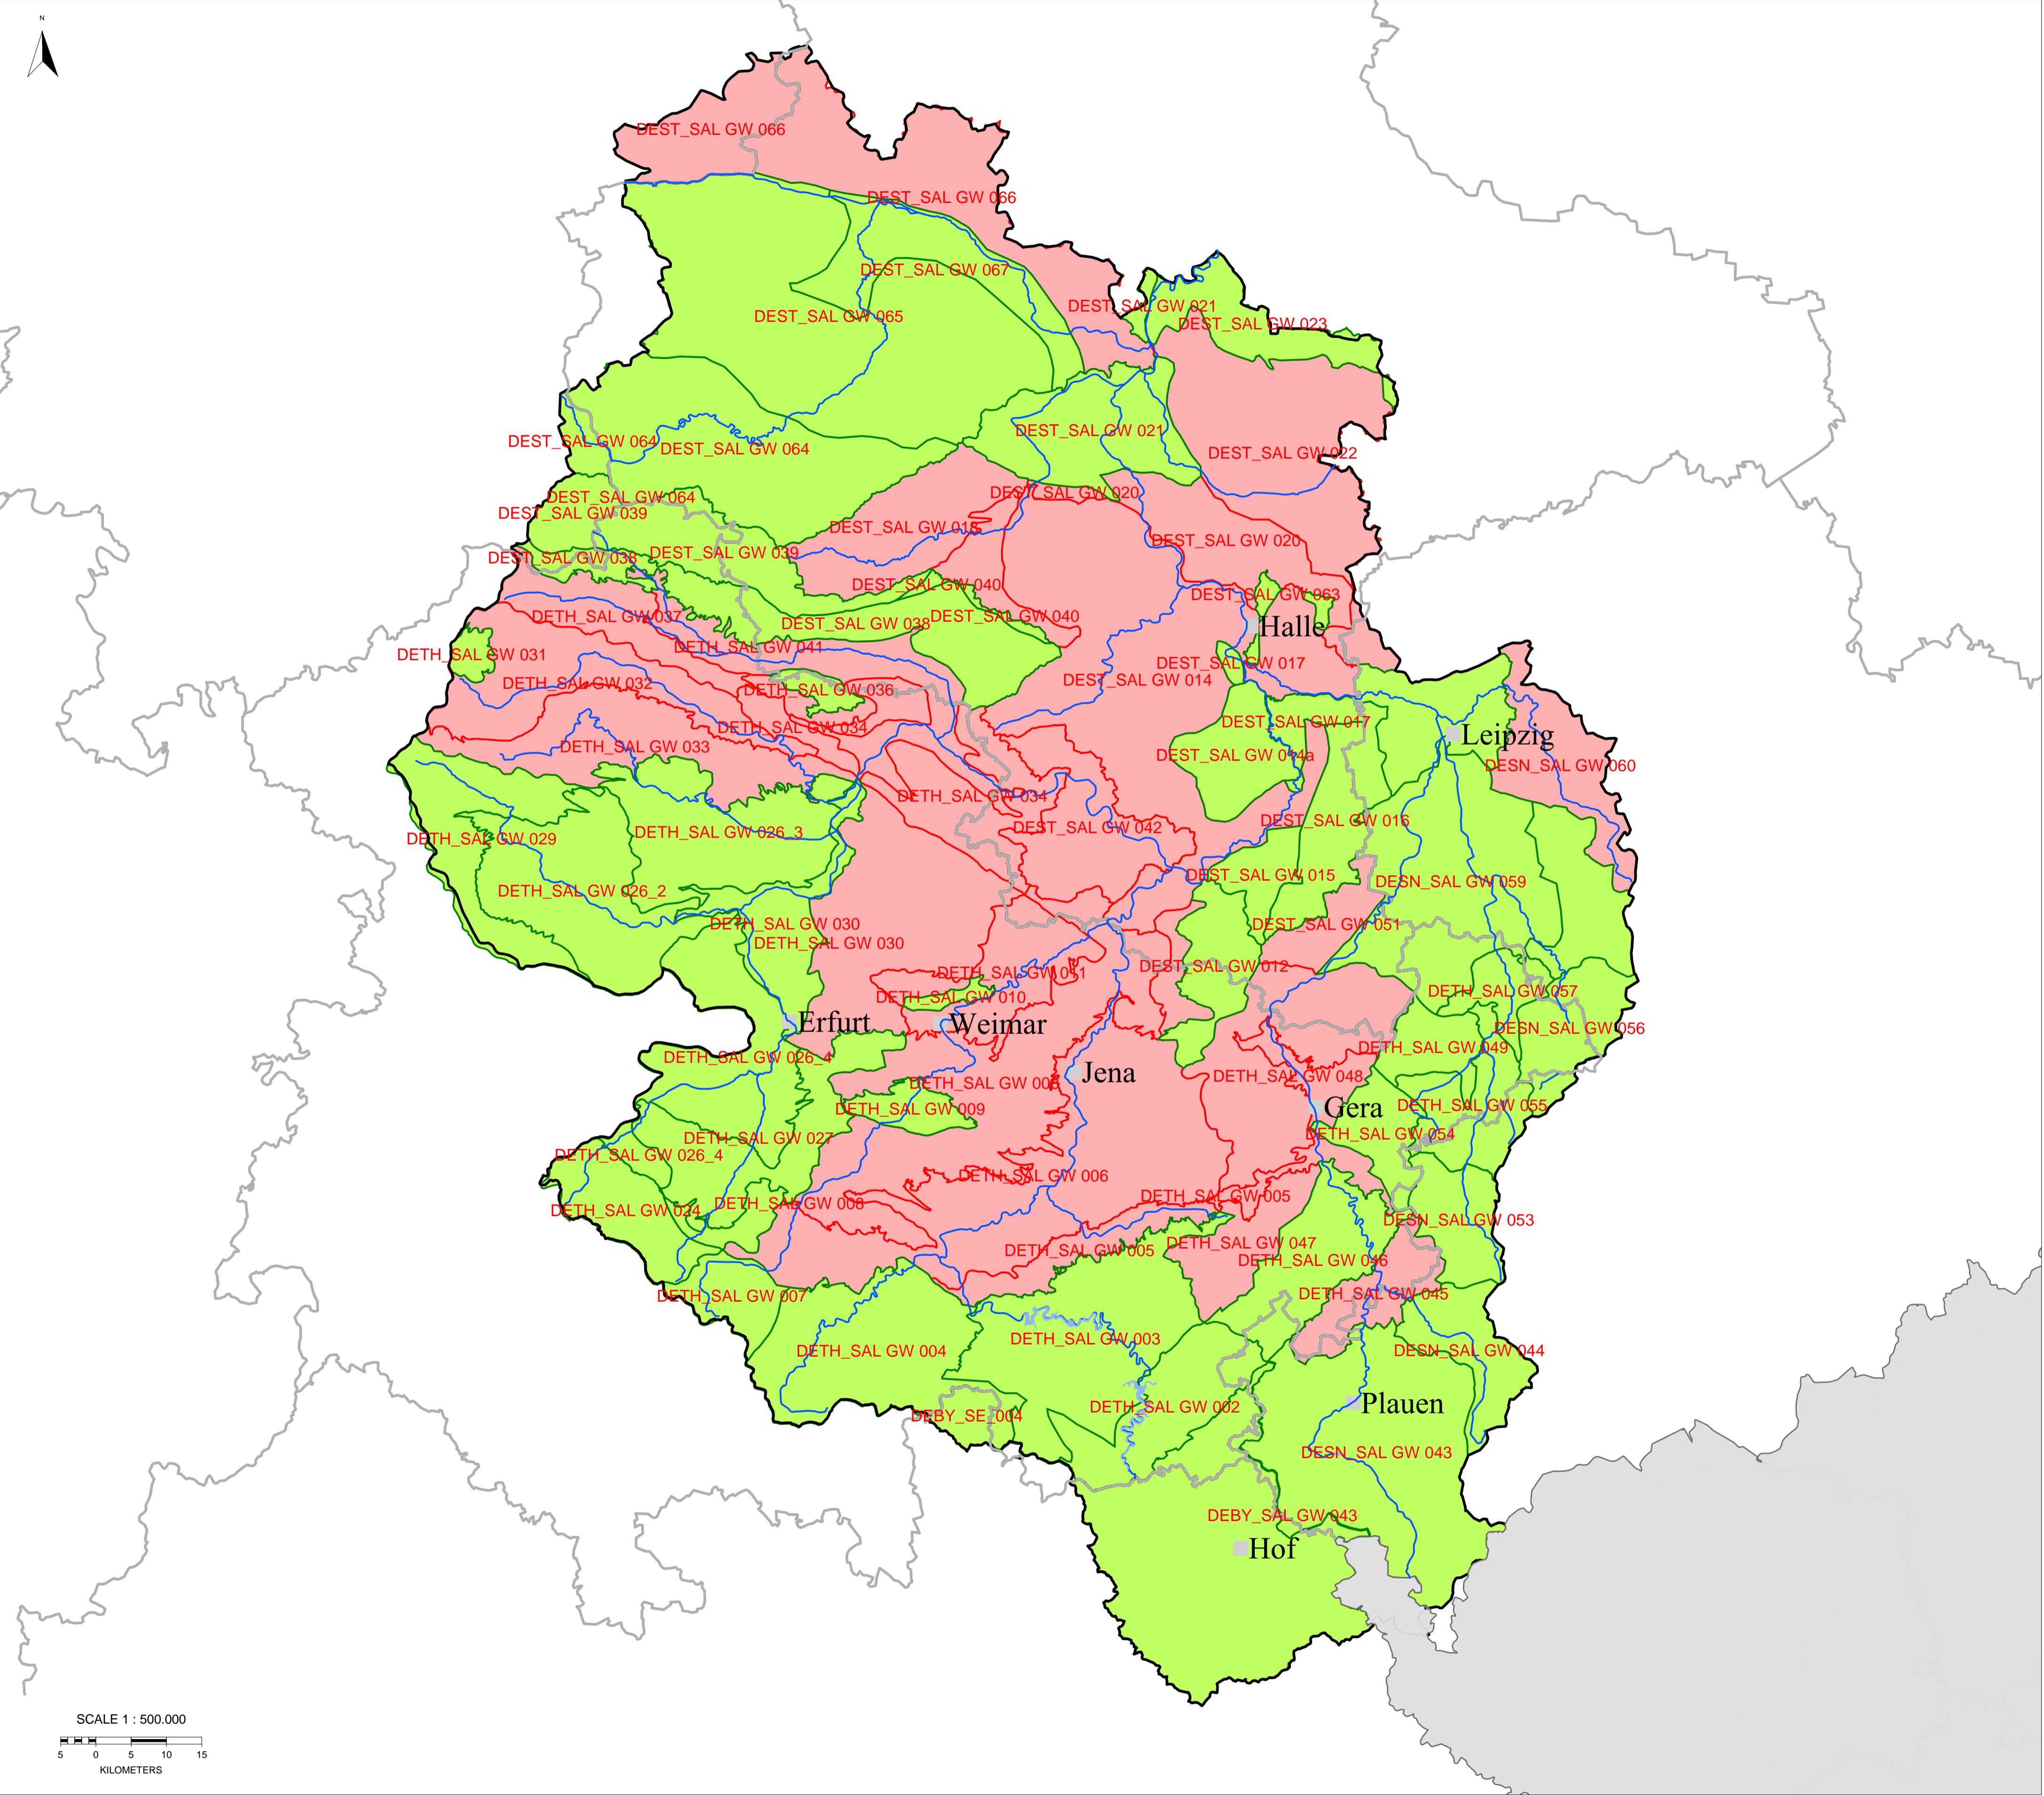 N
DEST_SAL GW 066
DEST_SAL GW 066
DEST_SAL GW 067
DEST_SAL GW 021
DEST_SAL GW 065
DEST_SAL GW 023
DEST_SAL GW 021
DEST_SAL GW 064
DEST_SAL GW 064
DEST_SAL GW 022
DEST_SAL GW 020
DEST_SAL GW 064
DEST_SAL GW 039
DEST_SAL GW 018
DEST_SAL GW 020
DEST_SAL GW 039
DEST_SAL GW 038
DEST_SAL GW 040
DEST_SAL GW 063
DETH_SAL GW 037
DEST_SAL GW 040
DEST_SAL GW 038
Halle
DETH_SAL GW 041
DETH_SAL GW 031
DEST_SAL GW 017
DEST_SAL GW 014
DETH_SAL GW 032
DETH_SAL GW 036
DEST_SAL GW 017
DETH_SAL GW 034
Leipzig
DETH_SAL GW 033
DEST_SAL GW 014a
DESN_SAL GW 060
DETH_SAL GW 034
DEST_SAL GW 016
DEST_SAL GW 042
DETH_SAL GW 026_3
DETH_SAL GW 029
DEST_SAL GW 015
DESN_SAL GW 059
DETH_SAL GW 026_2
DETH_SAL GW 030
DEST_SAL GW 051
DETH_SAL GW 030
DEST_SAL GW 012
DETH_SAL GW 011
DETH_SAL GW 057
DETH_SAL GW 010
Erfurt
Weimar
DESN_SAL GW 056
DETH_SAL GW 049
DETH_SAL GW 026_4
Jena
DETH_SAL GW 048
DETH_SAL GW 009
DETH_SAL GW 055
Gera
DETH_SAL GW 054
DETH_SAL GW 027
DETH_SAL GW 026_4
DETH_SAL GW 006
DETH_SAL GW 005
DETH_SAL GW 008
DETH_SAL GW 024
DESN_SAL GW 053
DETH_SAL GW 047
DETH_SAL GW 005
DETH_SAL GW 046
DETH_SAL GW 045
DETH_SAL GW 007
DETH_SAL GW 003
DETH_SAL GW 004
DESN_SAL GW 044
Plauen
DETH_SAL GW 002
DEBY_SE_004
DESN_SAL GW 043
DEBY_SAL GW 043
Hof
SCALE 1 : 500.000
5 0 5 10 15
KILOMETERS